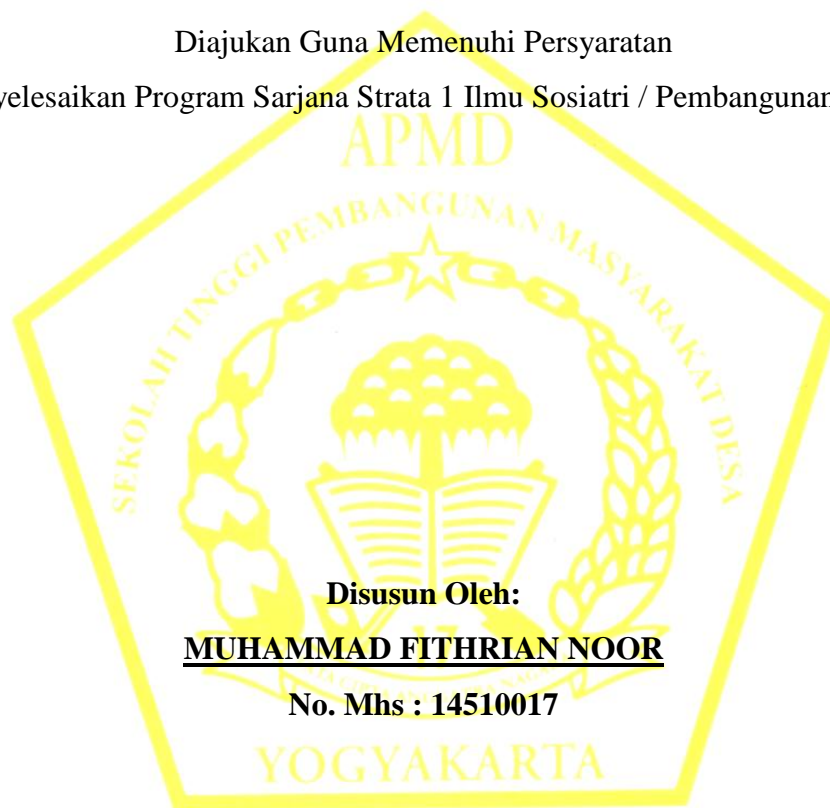 Diajukan Guna Memenuhi Persyaratan
yelesaikan Program Sarjana Strata 1 Ilmu Sosiatri / Pembangunan
APMD
SEKOLAH TINGGI PEMBANGUNAN MASYARAKAT DESA
Disusun Oleh:
MUHAMMAD FITHRIAN NOOR
No. Mhs : 14510017
YOGYAKARTA